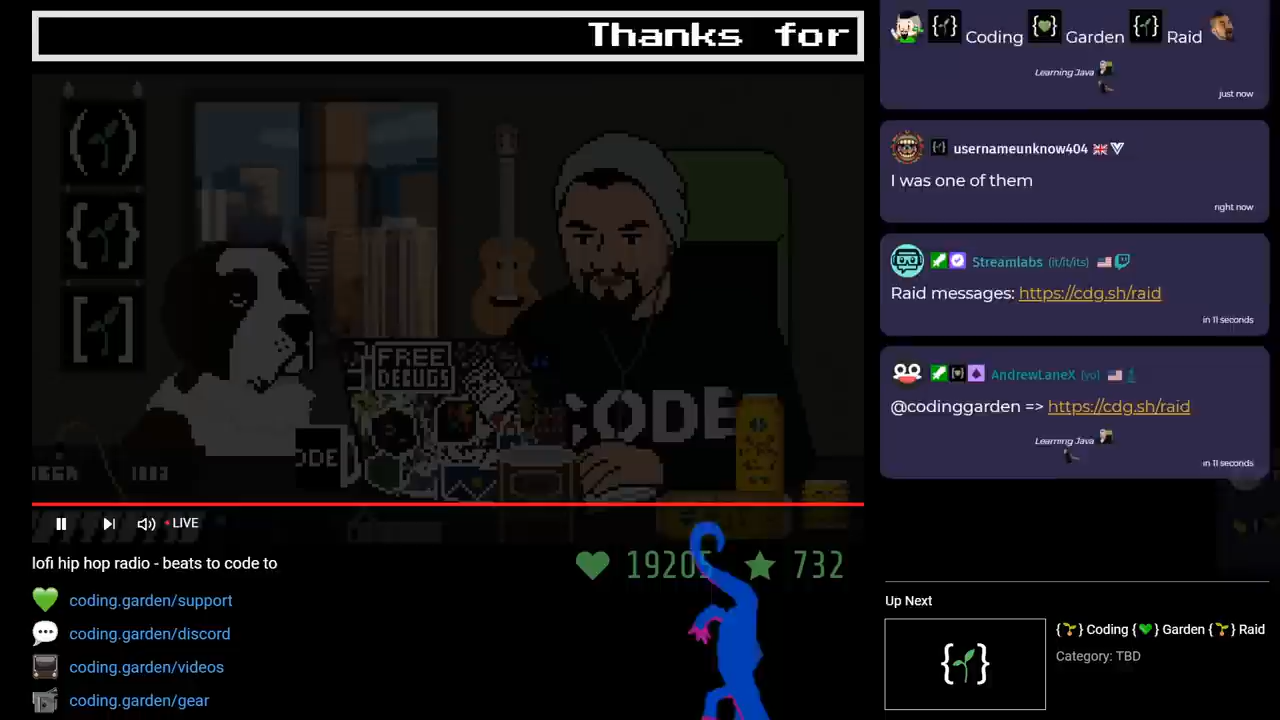 Thanks for
FREE
DEBUGS
CODE
ODE
1883
LIVE
lofi hip hop radio - beats to code to
19205
732
coding.garden/support
coding.garden/discord
coding.garden/videos
coding.garden/gear
Coding Garden Raid
Learning Java
just now
usernameunknow404
I was one of them
right now
Streamlabs (it/it/its)
Raid messages: https://cdg.sh/raid
in 11 seconds
AndrewLaneX (yo)
@codinggarden => https://cdg.sh/raid
Learning Java
in 11 seconds
Up Next
{🌱} Coding {💚} Garden {🌱} Raid
Category: TBD